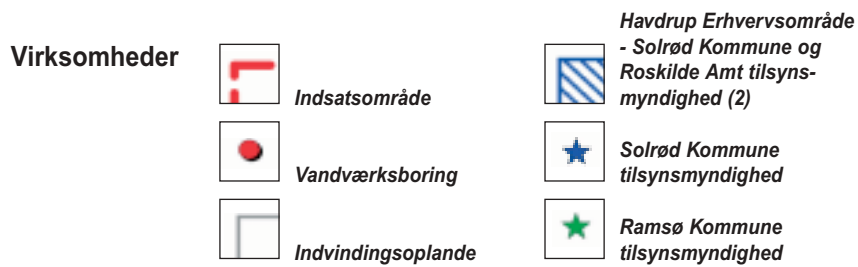 Virksomheder
Indsatsområde
Vandværksboring
Indvindingsoplande
Havdrup Erhvervsområde
- Solrød Kommune og
Roskilde Amt tilsyns-
myndighed (2)
Solrød Kommune
tilsynsmyndighed
Ramsø Kommune
tilsynsmyndighed